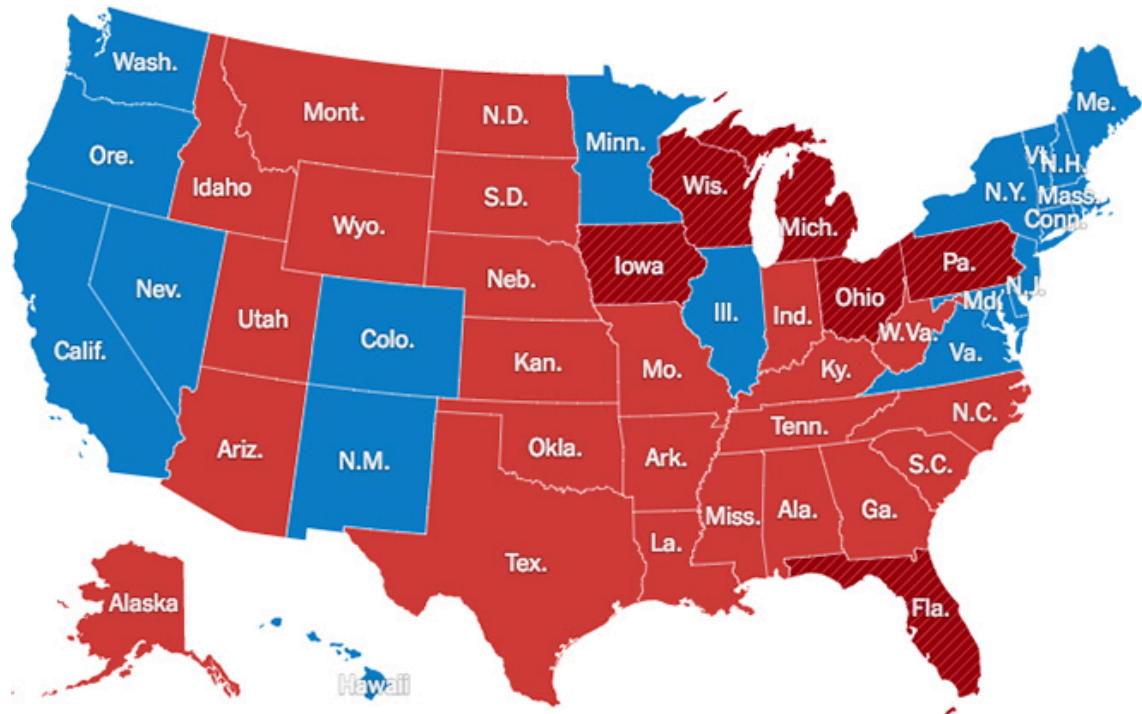 Wash.
Mont.
N.D.
Minn.
Me.
Ore.
Idaho
Wyo.
S.D.
Wis.
Mich.
Vt.
N.H.
N.Y.
Mass.
Conn.
Nev.
Utah
Neb.
Iowa
Ill.
Ind.
Ohio
Pa.
N.J.
Md.
Calif.
Colo.
Kan.
Mo.
Ky.
W.Va.
Va.
Ariz.
N.M.
Okla.
Ark.
Tenn.
N.C.
S.C.
Tex.
La.
Miss.
Ala.
Ga.
Fla.
Alaska
Hawaii